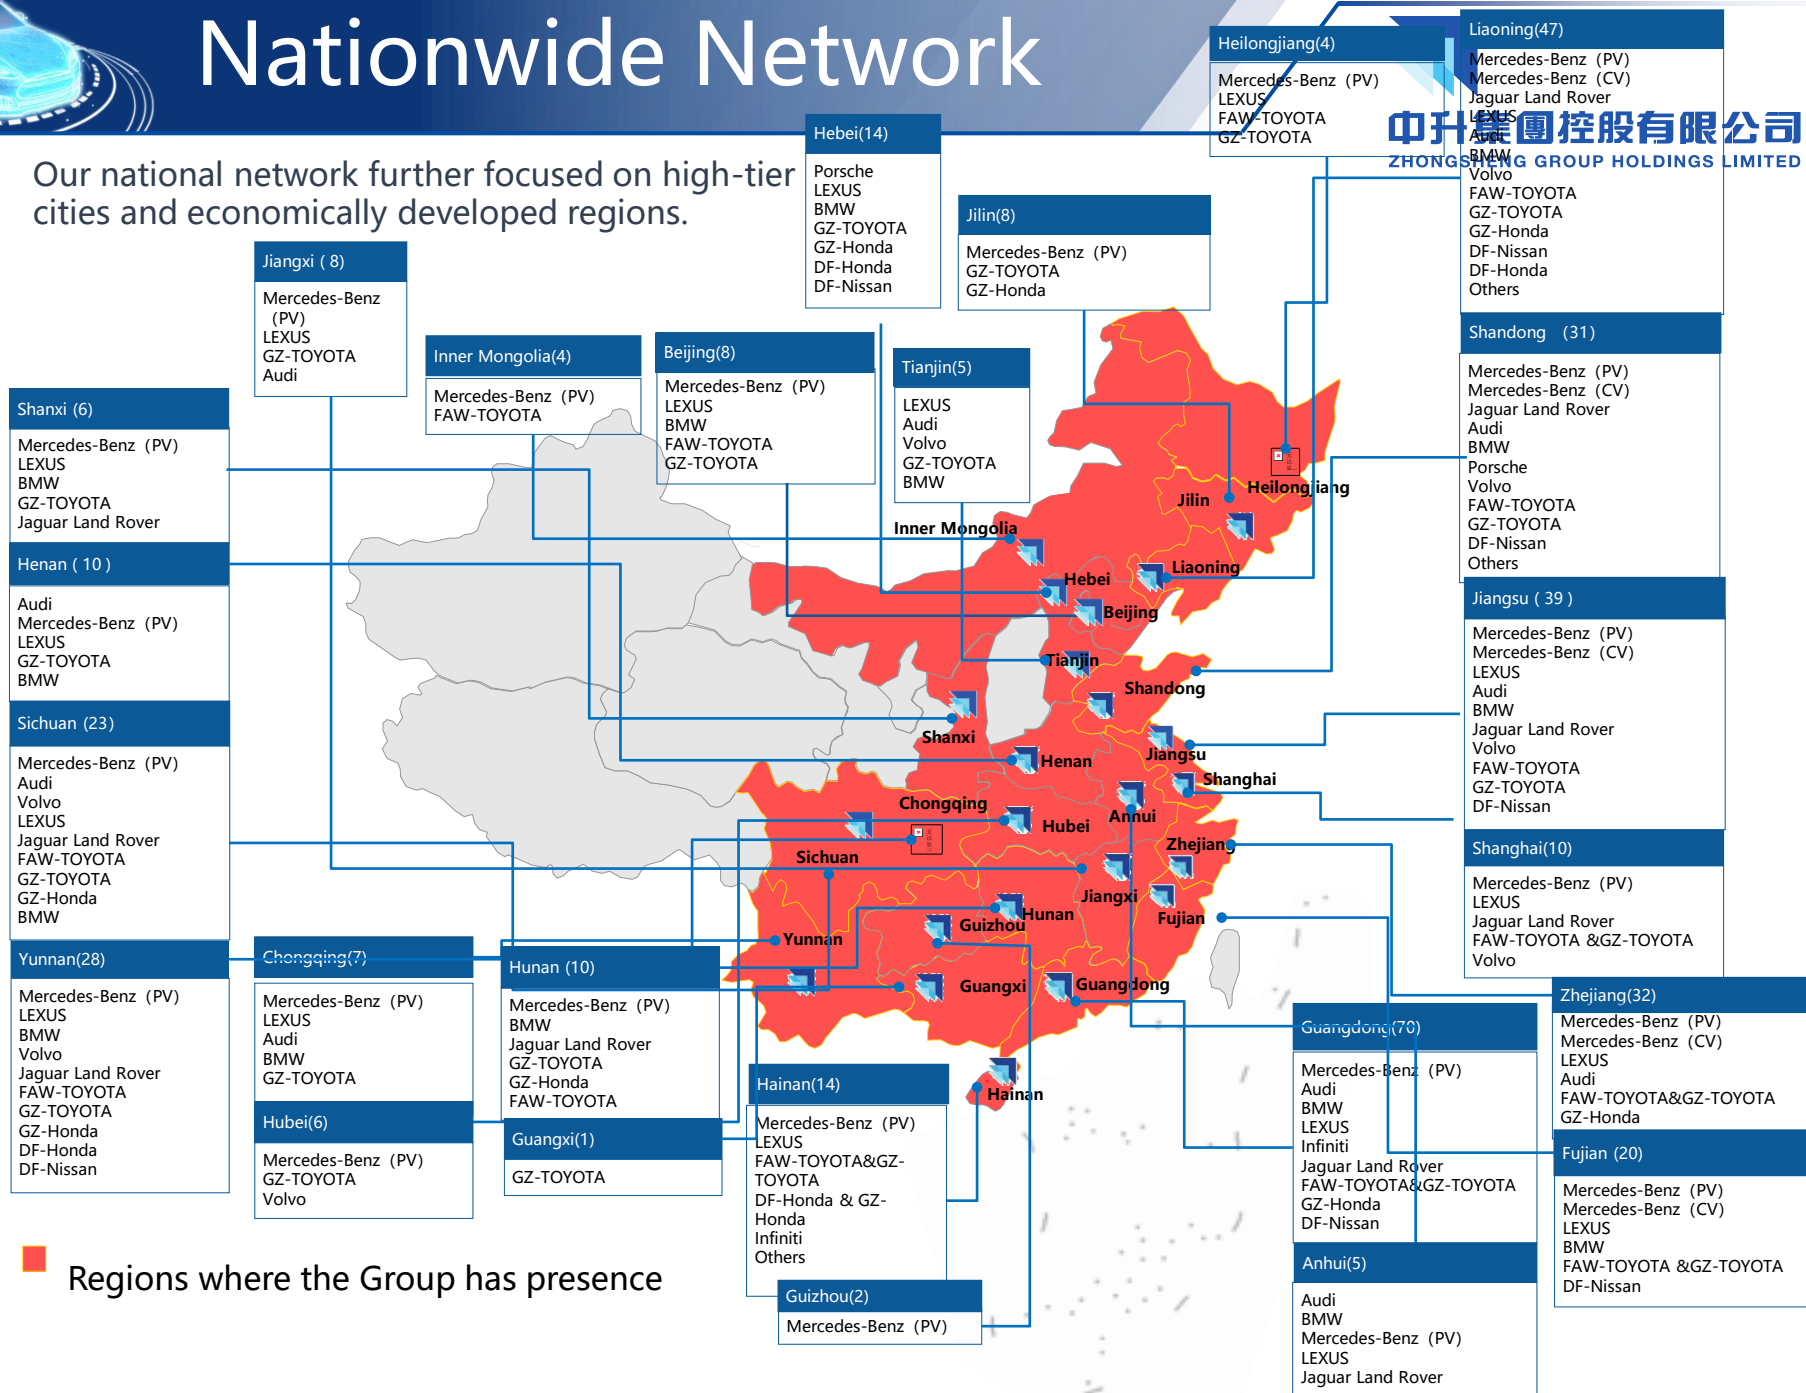 Nationwide Network
中升集團控股有限公司
ZHONGSHENG GROUP HOLDINGS LIMITED
Our national network further focused on high-tier
cities and economically developed regions.
Heilongjiang(4)
Mercedes-Benz (PV)
LEXUS
FAW-TOYOTA
GZ-TOYOTA
Liaoning(47)
Mercedes-Benz (PV)
Mercedes-Benz (CV)
Jaguar Land Rover
LEXUS
Audi
BMW
Volvo
FAW-TOYOTA
GZ-TOYOTA
GZ-Honda
DF-Nissan
DF-Honda
Others
Hebei(14)
Porsche
LEXUS
BMW
GZ-TOYOTA
GZ-Honda
DF-Honda
DF-Nissan
Jilin(8)
Mercedes-Benz (PV)
GZ-TOYOTA
GZ-Honda
Jiangxi ( 8)
Mercedes-Benz
(PV)
LEXUS
GZ-TOYOTA
Audi
Inner Mongolia(4)
Mercedes-Benz (PV)
FAW-TOYOTA
Beijing(8)
Mercedes-Benz (PV)
LEXUS
BMW
FAW-TOYOTA
GZ-TOYOTA
Tianjin(5)
LEXUS
Audi
Volvo
GZ-TOYOTA
BMW
Shandong (31)
Mercedes-Benz (PV)
Mercedes-Benz (CV)
Jaguar Land Rover
Audi
BMW
Porsche
Volvo
FAW-TOYOTA
GZ-TOYOTA
DF-Nissan
Others
Shanxi (6)
Mercedes-Benz (PV)
LEXUS
BMW
GZ-TOYOTA
Jaguar Land Rover
Henan ( 10 )
Audi
Mercedes-Benz (PV)
LEXUS
GZ-TOYOTA
BMW
Sichuan (23)
Mercedes-Benz (PV)
Audi
Volvo
LEXUS
Jaguar Land Rover
FAW-TOYOTA
GZ-TOYOTA
GZ-Honda
BMW
Yunnan(28)
Mercedes-Benz (PV)
LEXUS
BMW
Volvo
Jaguar Land Rover
FAW-TOYOTA
GZ-TOYOTA
GZ-Honda
DF-Honda
DF-Nissan
Chongqing(7)
Mercedes-Benz (PV)
LEXUS
Audi
BMW
GZ-TOYOTA
Hubei(6)
Mercedes-Benz (PV)
GZ-TOYOTA
Volvo
Hunan (10)
Mercedes-Benz (PV)
BMW
Jaguar Land Rover
GZ-TOYOTA
GZ-Honda
FAW-TOYOTA
Guangxi(1)
GZ-TOYOTA
Hainan(14)
Mercedes-Benz (PV)
LEXUS
FAW-TOYOTA&GZ-
TOYOTA
DF-Honda & GZ-
Honda
Infiniti
Others
Guizhou(2)
Mercedes-Benz (PV)
Jiangsu ( 39 )
Mercedes-Benz (PV)
Mercedes-Benz (CV)
LEXUS
Audi
BMW
Jaguar Land Rover
Volvo
FAW-TOYOTA
GZ-TOYOTA
DF-Nissan
Shanghai(10)
Mercedes-Benz (PV)
LEXUS
Jaguar Land Rover
FAW-TOYOTA &GZ-TOYOTA
Volvo
Zhejiang(32)
Mercedes-Benz (PV)
Mercedes-Benz (CV)
LEXUS
Audi
FAW-TOYOTA&GZ-TOYOTA
GZ-Honda
Guangdong(70)
Mercedes-Benz (PV)
Audi
BMW
LEXUS
Infiniti
Jaguar Land Rover
FAW-TOYOTA&GZ-TOYOTA
GZ-Honda
DF-Nissan
Fujian (20)
Mercedes-Benz (PV)
Mercedes-Benz (CV)
LEXUS
BMW
FAW-TOYOTA &GZ-TOYOTA
DF-Nissan
Anhui(5)
Audi
BMW
Mercedes-Benz (PV)
LEXUS
Jaguar Land Rover
Heilongjiang
Jilin
Inner Mongolia
Liaoning
Hebei
Beijing
Tianjin
Shandong
Shanxi
Henan
Jiangsu
Shanghai
Chongqing
Hubei
Anhui
Zhejiang
Sichuan
Jiangxi
Hunan
Fujian
Guizhou
Yunnan
Guangxi
Guangdong
Hainan
Regions where the Group has presence